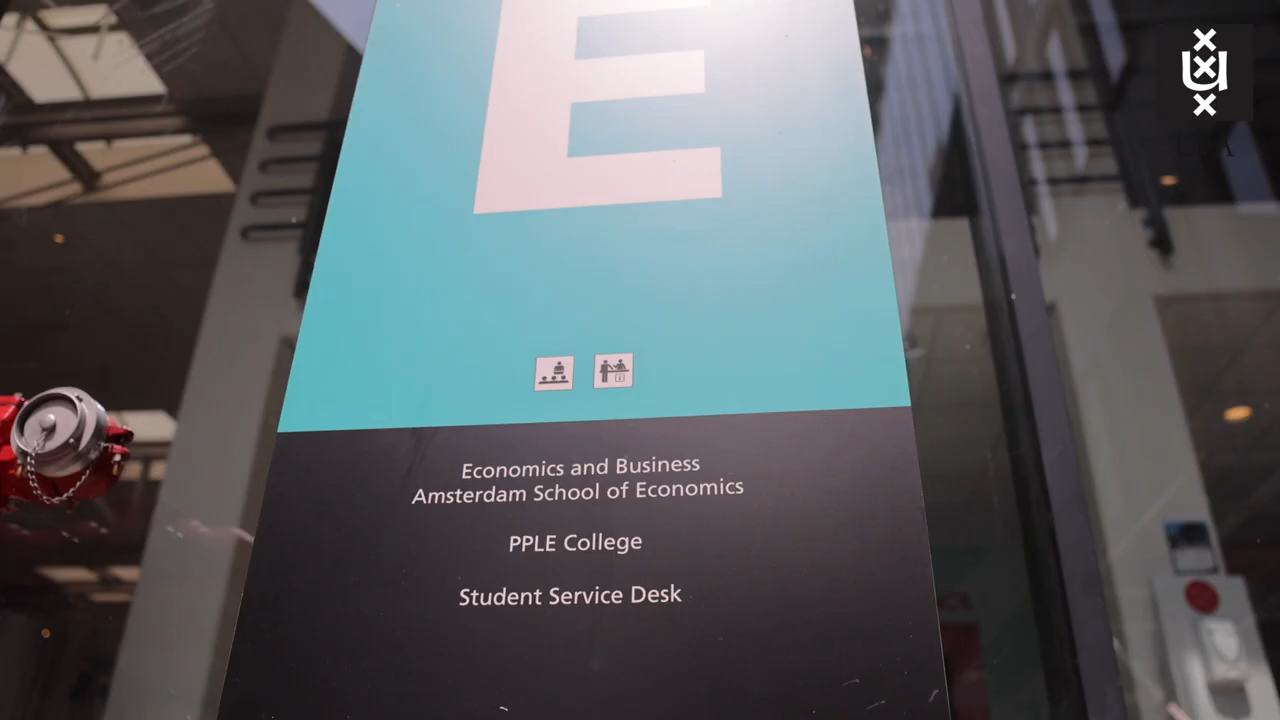 E
Economics and Business
Amsterdam School of Economics
PPLE College
Student Service Desk